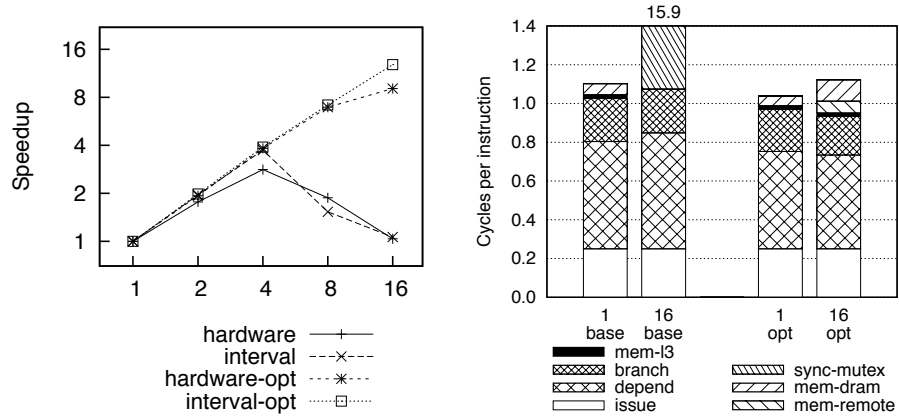 Speedup
16
8
4
2
1
1 2 4 8 16
hardware
interval
hardware-opt
interval-opt
15.9
Cycles per instruction
1.4
1.2
1.0
0.8
0.6
0.4
0.2
0.0
1 16 1 16
base base opt opt
mem-l3
branch sync-mutex
depend mem-dram
issue mem-remote